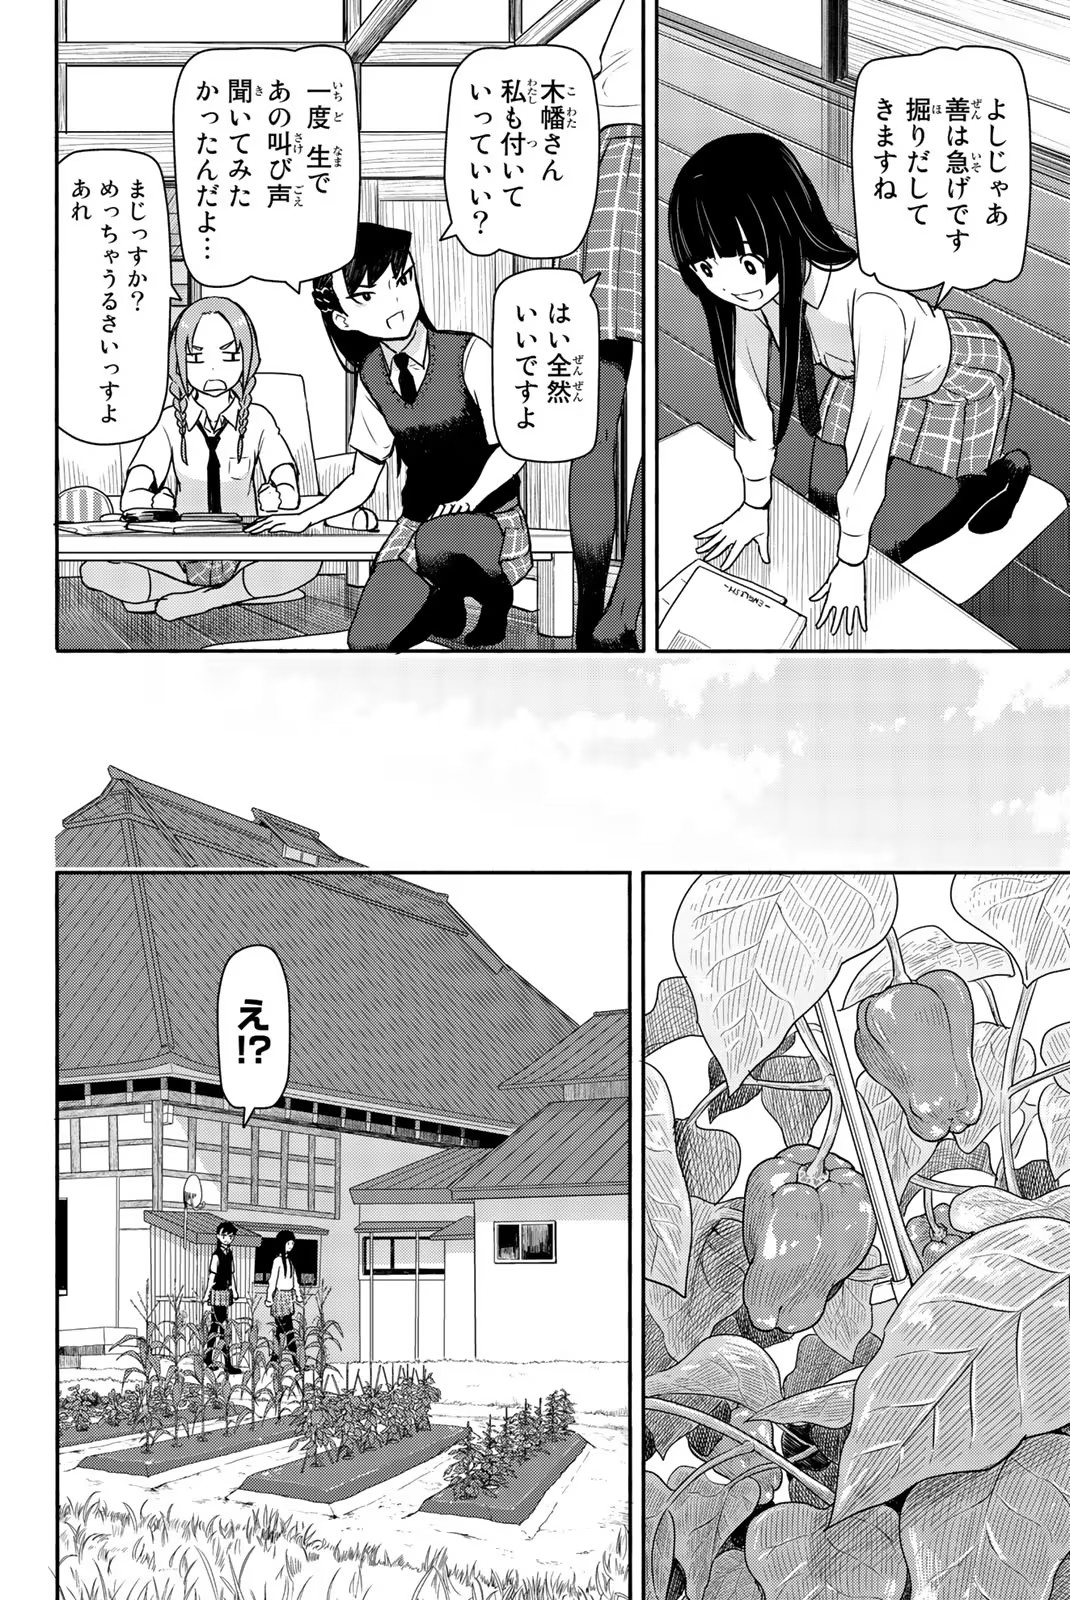 よしじゃあ
善は急げです
掘りだして
きますね
木幡さん
私も付いて
いっていい？
はい全然
いいですよ
一度生で
あの叫び声
聞いてみた
かったんだよ…
まじっすか？
めっちゃうるさいっすよ
あれ
-ENGLISH-
え!?